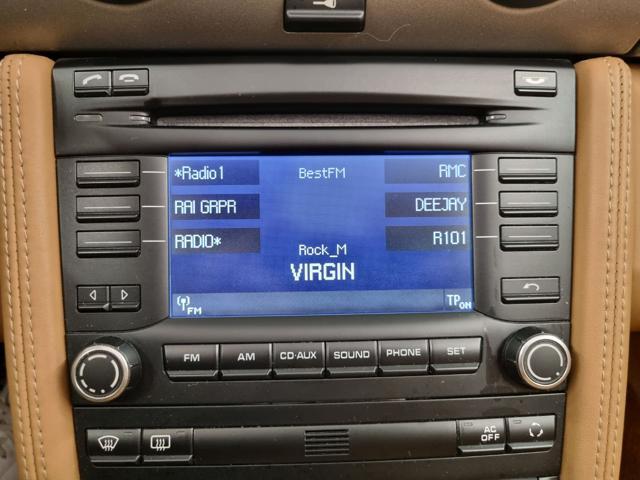 *Radio1
BestFM
RMC
RAI GRPR
DEEJAY
RADIO*
R101
Rock_M
VIRGIN
FM
TP ON
FM
AM
CD·AUX
SOUND
PHONE
SET
AC
OFF